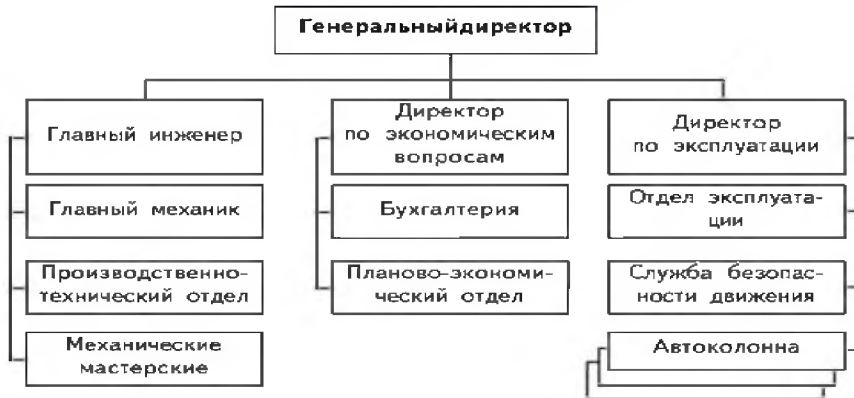 Генеральныйдиректор
Главный инженер
Директор
по экономическим
вопросам
Директор
по эксплуатации
Главный механик
Бухгалтерия
Отдел эксплуата-
ции
Производственно-
технический отдел
Планово-экономи-
ческий отдел
Служба безопас-
ности движения
Механические
мастерские
Автоколонна